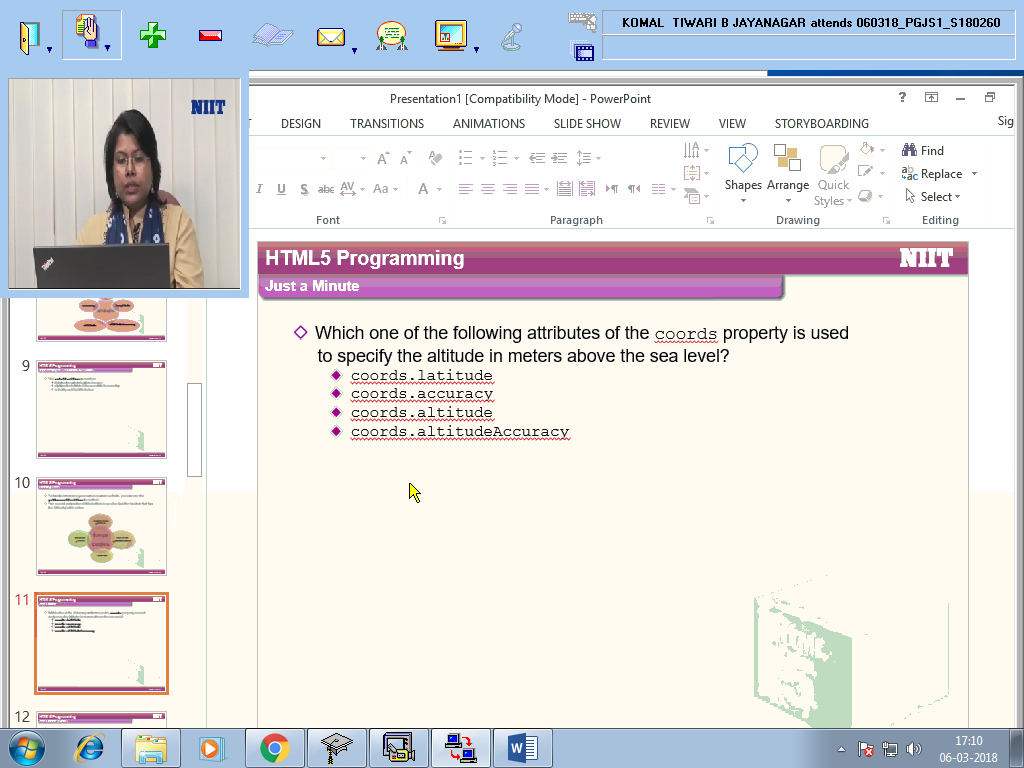 KOMAL TIWARI B JAYANAGAR attends 060318_PGJS1_S180260
NIIT
Presentation1 [Compatibility Mode] - PowerPoint
?
DESIGN TRANSITIONS ANIMATIONS SLIDE SHOW REVIEW VIEW STORYBOARDING Sig
Find
Replace
Select
Shapes Arrange Quick Styles
Font Paragraph Drawing Editing
HTML5 Programming NIIT
Just a Minute
Which one of the following attributes of the coords property is used
to specify the altitude in meters above the sea level?
coords.latitude
coords.accuracy
coords.altitude
coords.altitudeAccuracy
9
10
11
12
17:10
06-03-2018